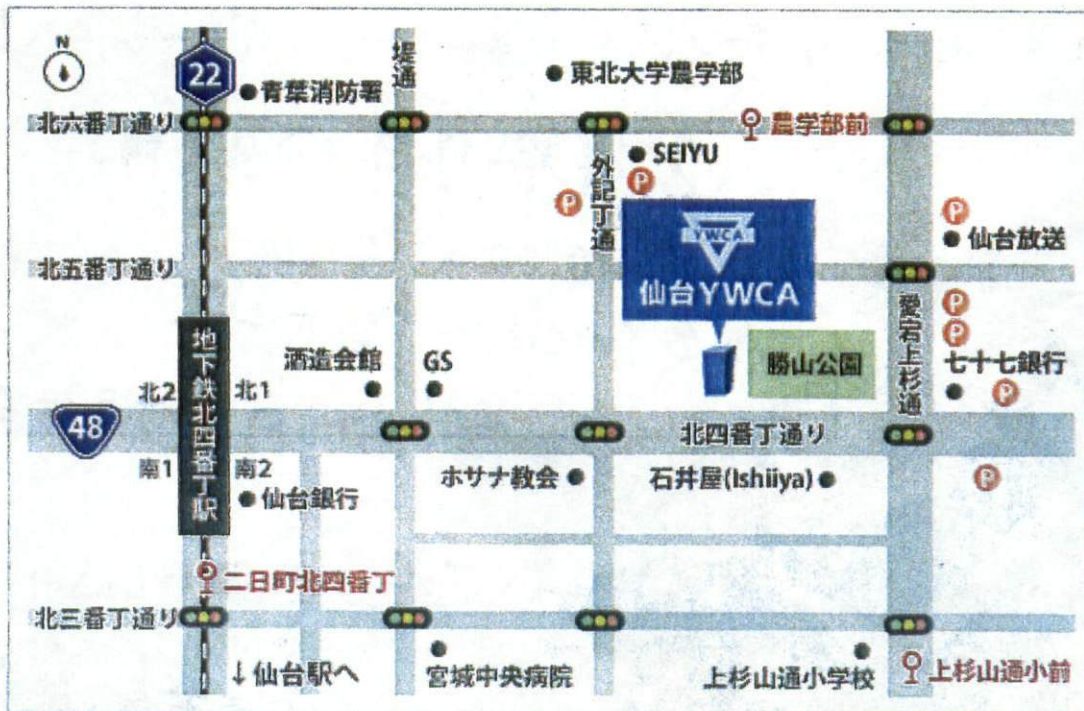 N
22
堤通
東北大学農学部
青葉消防署
北六番丁通り
農学部前
SEIYU
P
P
外記丁通
YWCA
仙台YWCA
P
仙台放送
北五番丁通り
愛宕上杉通
P
P
地下鉄北四番丁駅
酒造会館
GS
勝山公園
七十七銀行
北2
北1
P
48
北四番丁通り
南1
南2
ホサナ教会
石井屋(Ishiiya)
P
仙台銀行
二日町北四番丁
北三番丁通り
↓仙台駅へ
宮城中央病院
上杉山通小学校
上杉山通小前